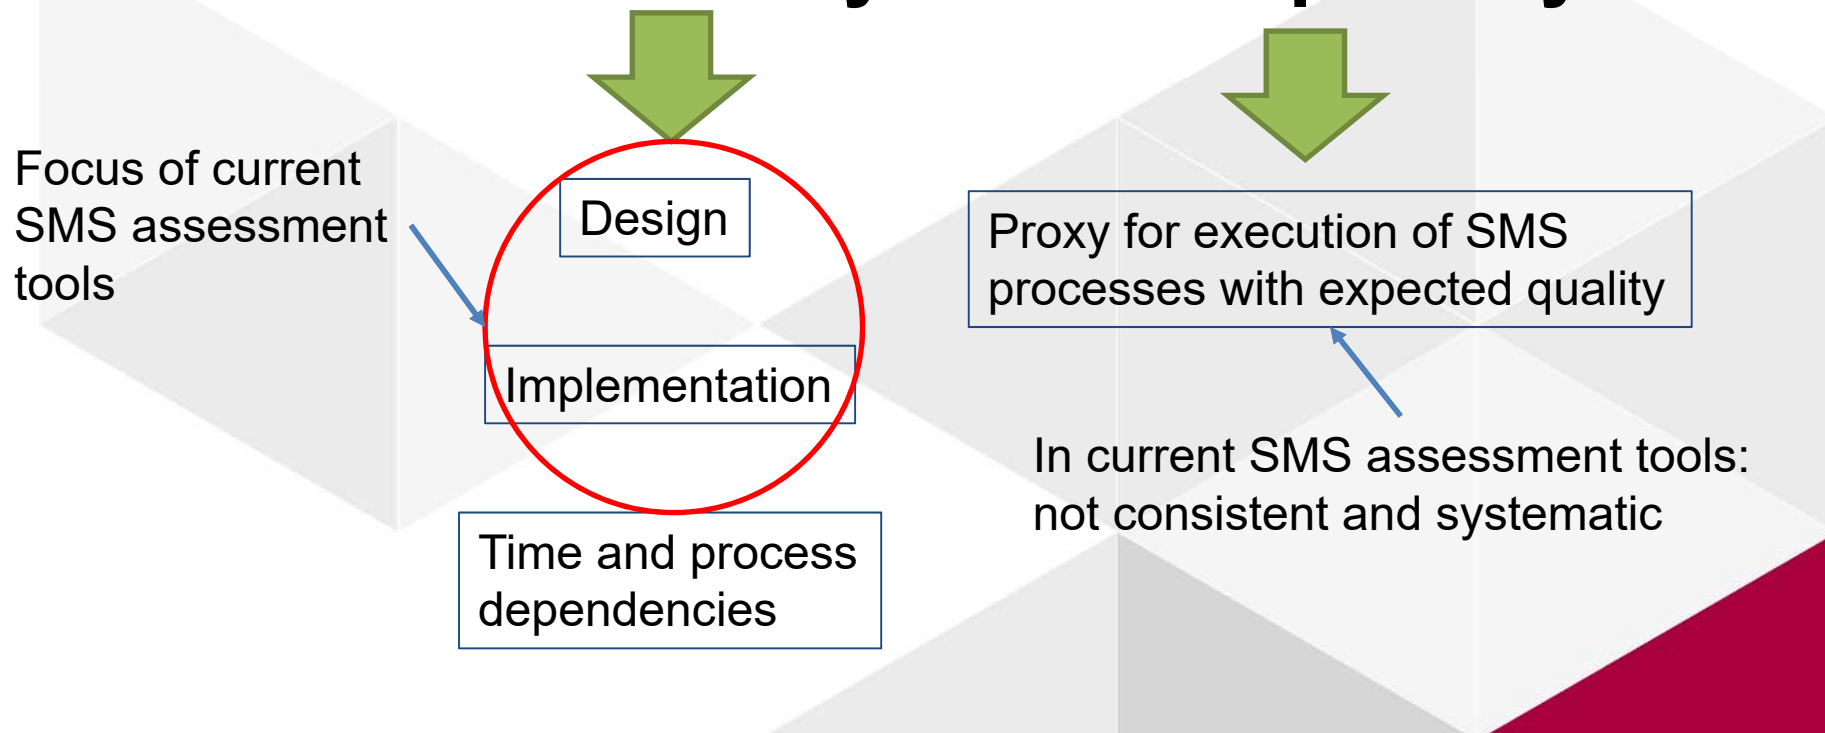 Focus of current
SMS assessment
tools
Design
Implementation
Time and process
dependencies
Proxy for execution of SMS
processes with expected quality
In current SMS assessment tools:
not consistent and systematic